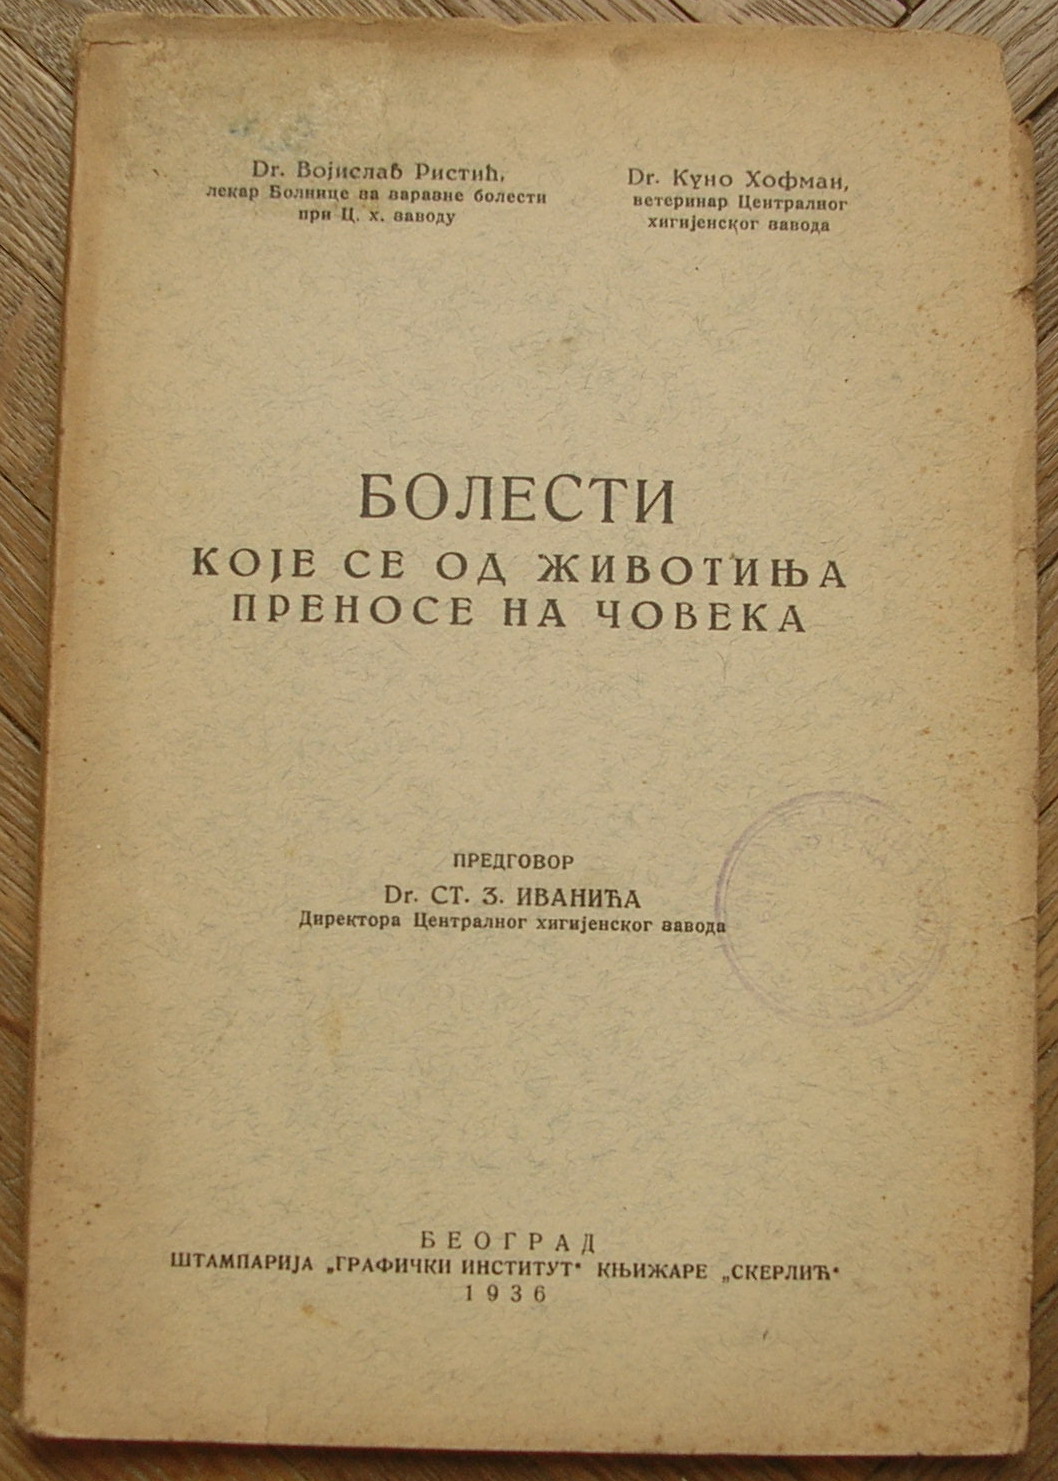 Dr. Војислав Ристић,
лекар Болнице за заразне болести
при Ц. х. заводу
Dr. Куно Хофман,
ветеринар Централног
хигијенског завода
БОЛЕСТИ
КОЈЕ СЕ ОД ЖИВОТИЊА
ПРЕНОСЕ НА ЧОВЕКА
ПРЕДГОВОР
Dr. СТ. З. ИВАНИЋА
Директора Централног хигијенског завода
БЕОГРАД
ШТАМПАРИЈА „ГРАФИЧКИ ИНСТИТУТ“ КЊИЖАРЕ „СКЕРЛИЋ“
1936